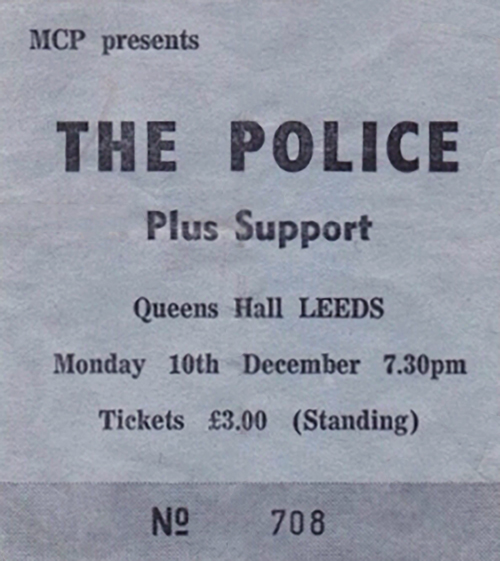 MCP presents
THE POLICE
Plus Support
Queens Hall LEEDS
Monday 10th December 7.30pm
Tickets £3.00 (Standing)
Nº 708